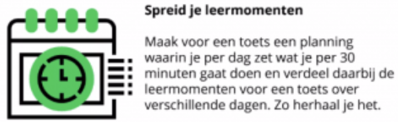 Spreid je leermomenten
Maak voor een toets een planning
waarin je per dag zet wat je per 30
minuten gaat doen en verdeel daarbij de
leermomenten voor een toets over
verschillende dagen. Zo herhaal je het.